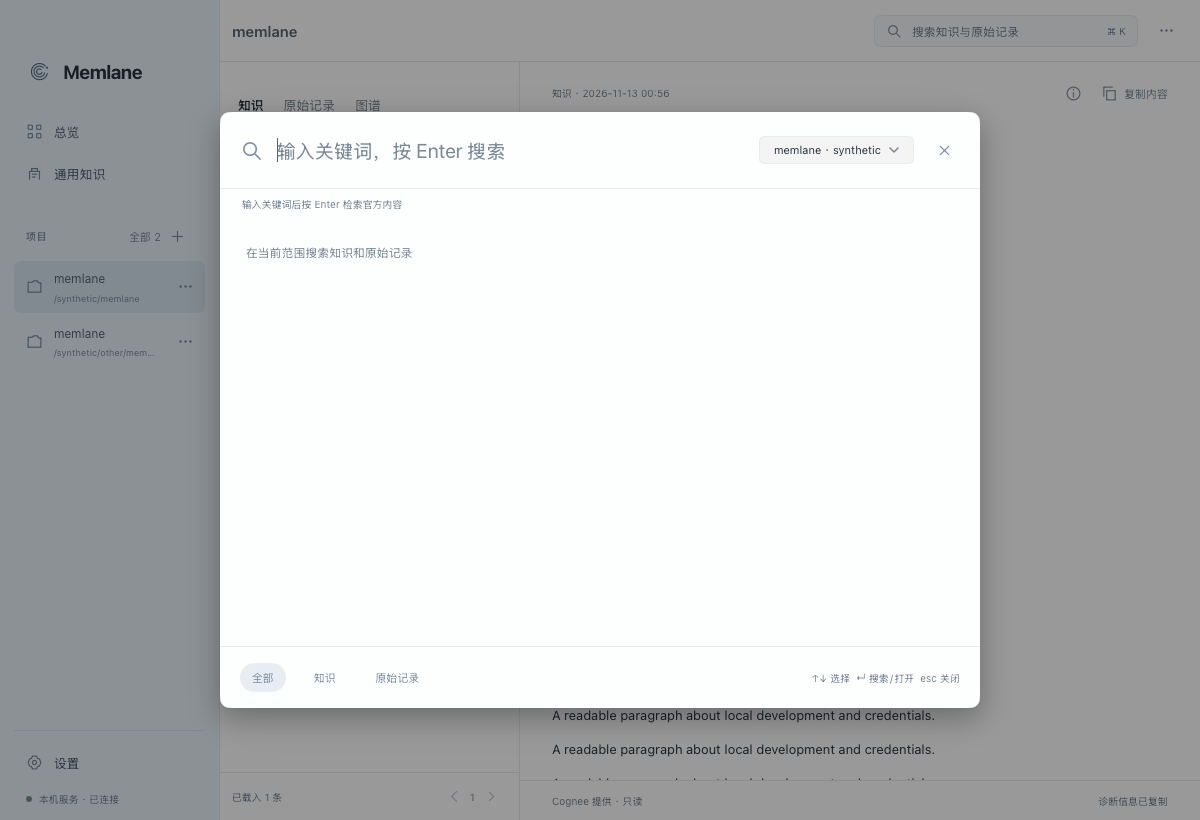 Memlane
总览
通用知识
项目
全部 2
memlane
/synthetic/memlane
memlane
/synthetic/other/mem...
设置
本机服务 · 已连接
memlane
搜索知识与原始记录
⌘ K
知识
原始记录
图谱
知识 · 2026-11-13 00:56
复制内容
输入关键词，按 Enter 搜索
memlane · synthetic
输入关键词后按 Enter 检索官方内容
在当前范围搜索知识和原始记录
全部
知识
原始记录
↑↓ 选择 ↵ 搜索/打开 esc 关闭
A readable paragraph about local development and credentials.
A readable paragraph about local development and credentials.
已载入 1 条
1
Cognee 提供 · 只读
诊断信息已复制